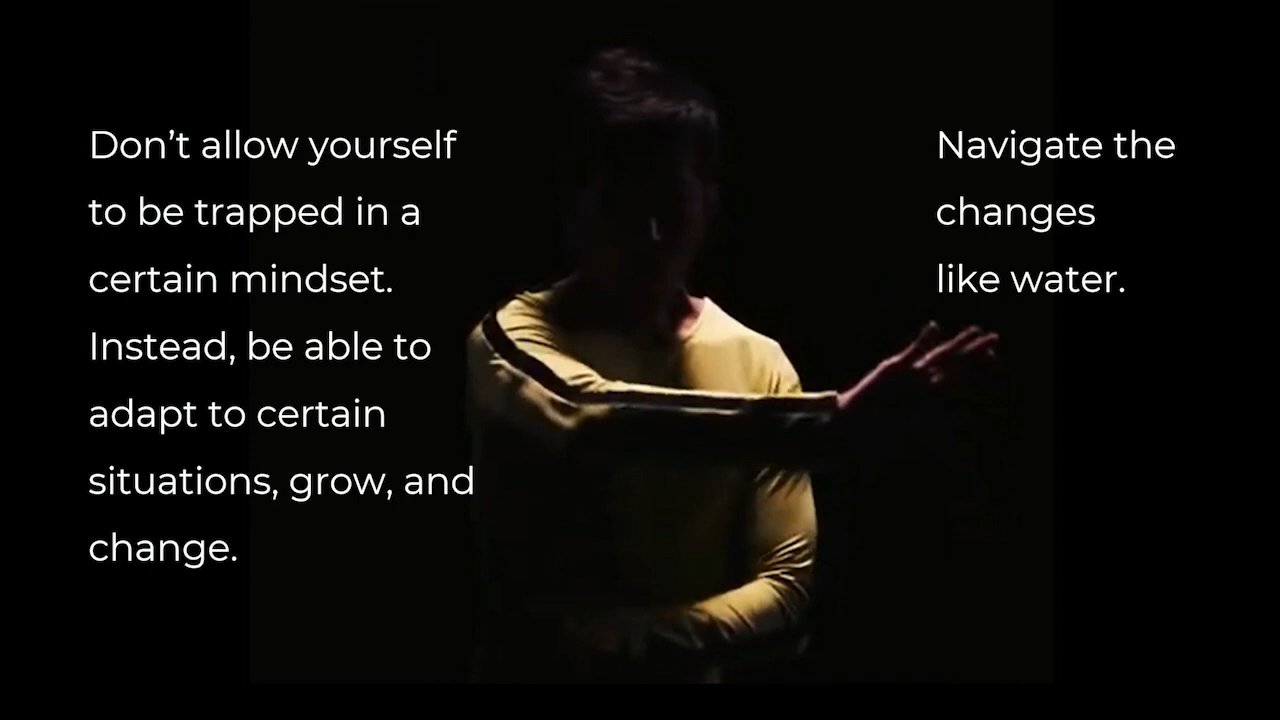 Don’t allow yourself
to be trapped in a
certain mindset.
Instead, be able to
adapt to certain
situations, grow, and
change.
Navigate the
changes
like water.